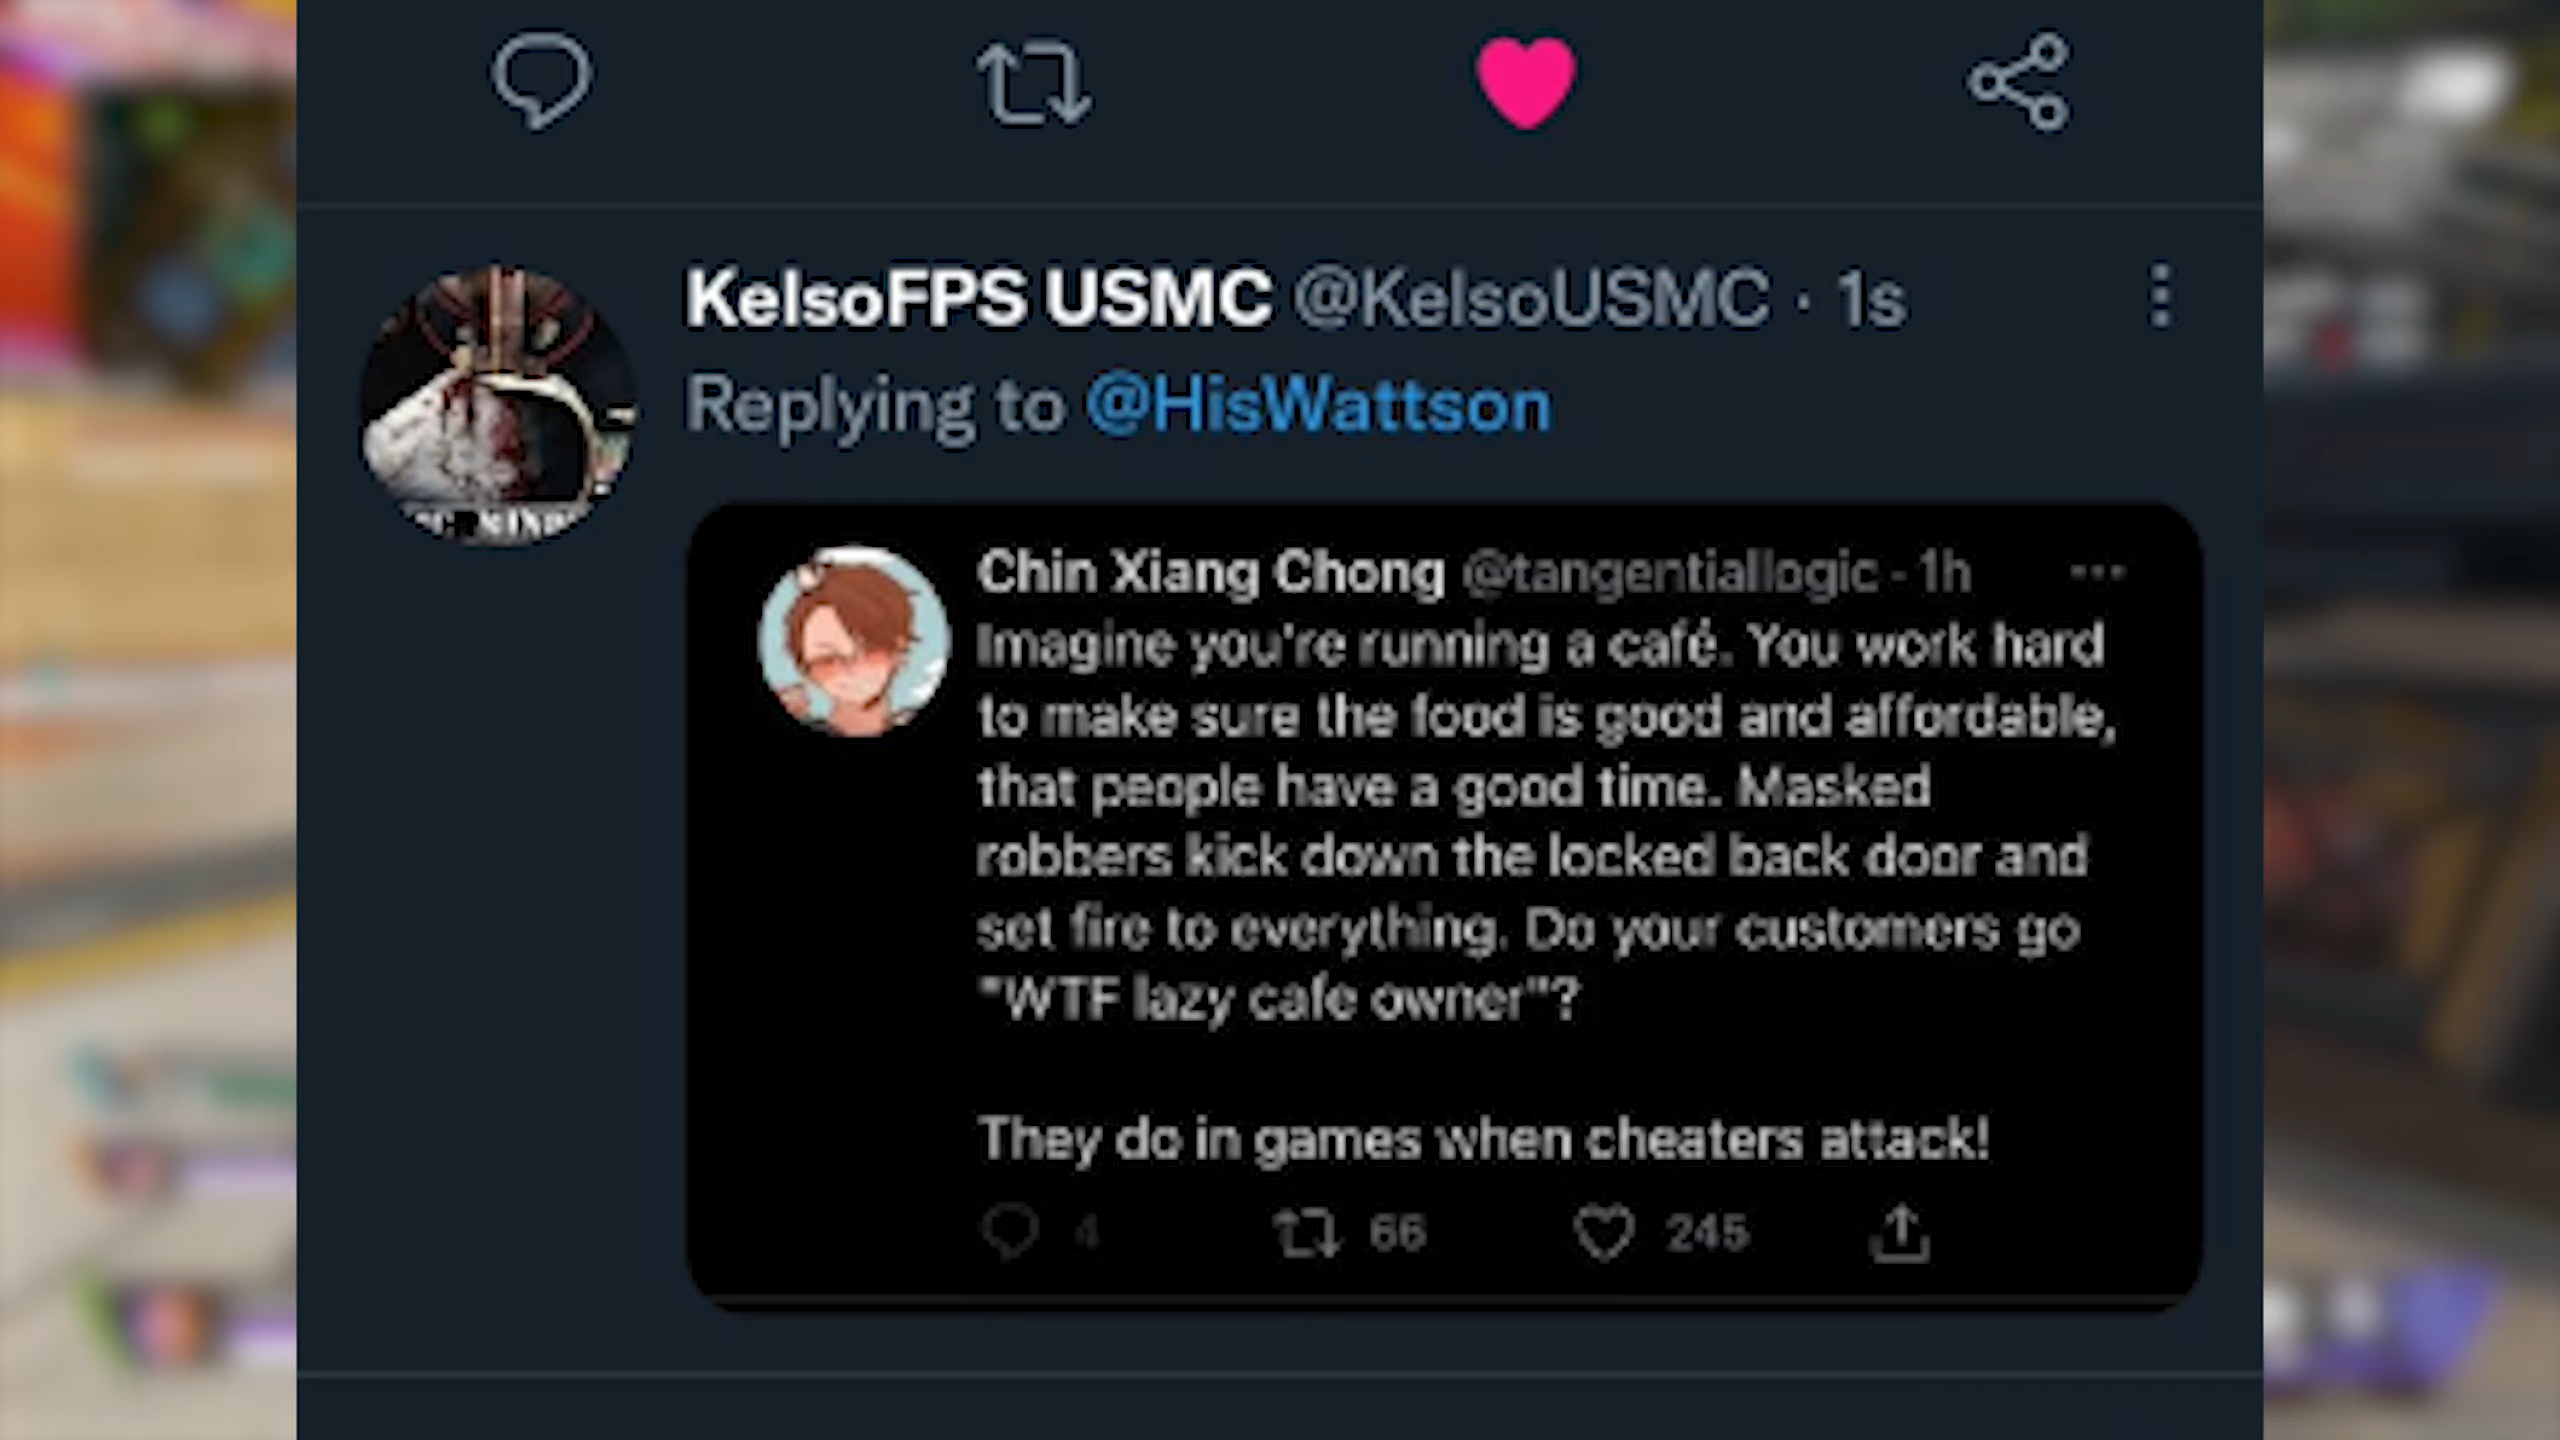 KelsoFPS USMC @KelsoUSMC · 1s
Replying to @HisWattson
Chin Xiang Chong @tangentiallogic · 1h
Imagine you're running a café. You work hard
to make sure the food is good and affordable,
that people have a good time. Masked
robbers kick down the locked back door and
set fire to everything. Do your customers go
"WTF lazy cafe owner"?
They do in games when cheaters attack!
4 66 245